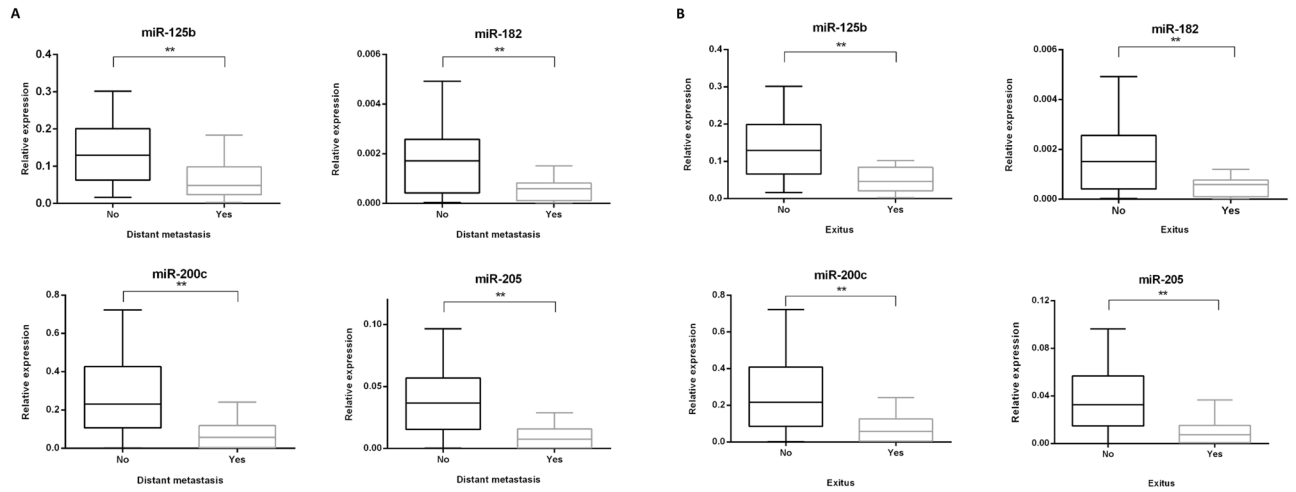 A
miR-125b
**
Relative expression
0.4
0.3
0.2
0.1
0.0
No
Yes
Distant metastasis
miR-182
**
Relative expression
0.006
0.004
0.002
0.000
No
Yes
Distant metastasis
miR-200c
**
Relative expression
0.8
0.6
0.4
0.2
0.0
No
Yes
Distant metastasis
miR-205
**
Relative expression
0.10
0.05
0.00
No
Yes
Distant metastasis
B
miR-125b
**
Relative expression
0.4
0.3
0.2
0.1
0.0
No
Yes
Exitus
miR-182
**
Relative expression
0.006
0.004
0.002
0.000
No
Yes
Exitus
miR-200c
**
Relative expression
0.8
0.6
0.4
0.2
0.0
No
Yes
Exitus
miR-205
**
Relative expression
0.12
0.08
0.04
0.00
No
Yes
Exitus